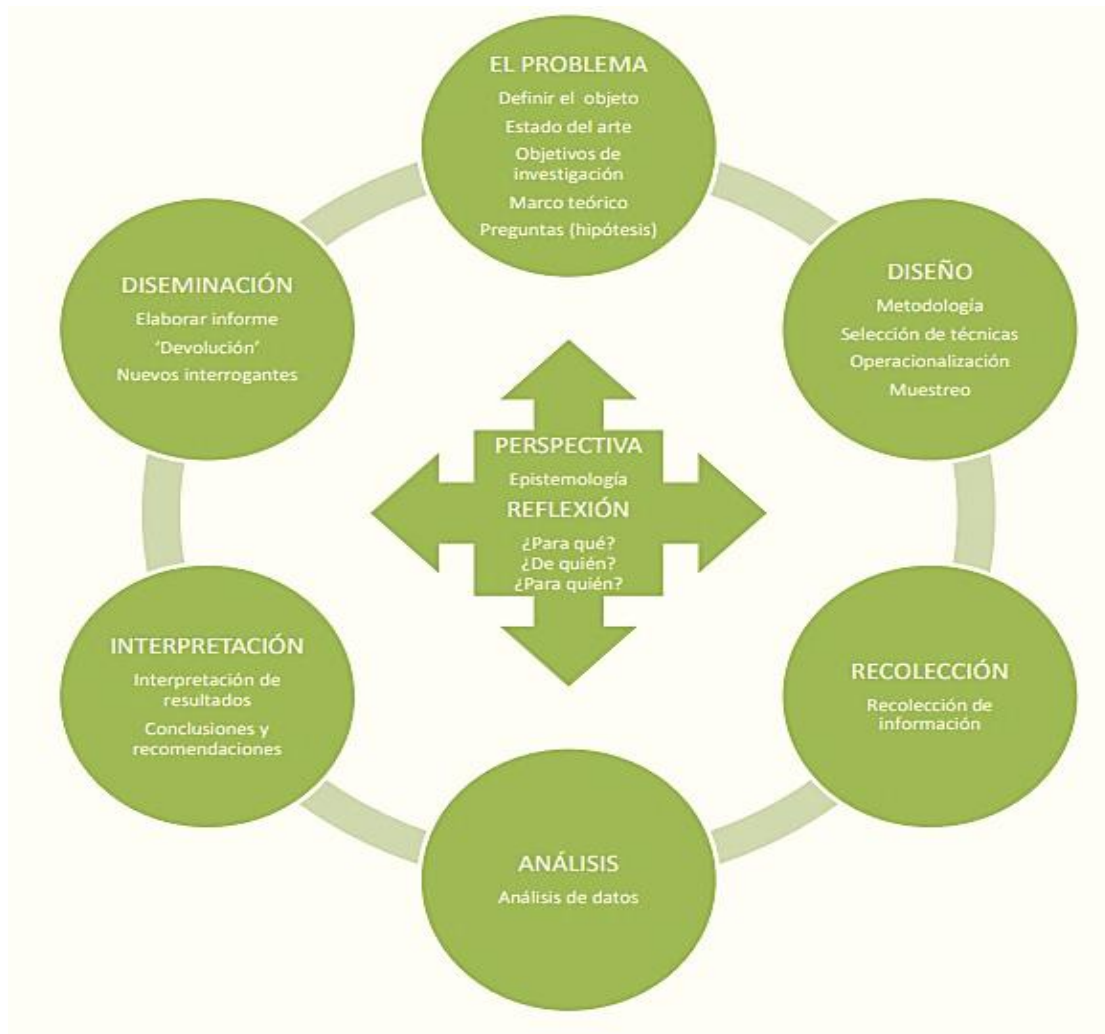 EL PROBLEMA
Definir el objeto
Estado del arte
Objetivos de
investigación
Marco teórico
Preguntas (hipótesis)
DISEÑO
Metodología
Selección de técnicas
Operacionalización
Muestreo
RECOLECCIÓN
Recolección de
información
ANÁLISIS
Análisis de datos
INTERPRETACIÓN
Interpretación de
resultados
Conclusiones y
recomendaciones
DISEMINACIÓN
Elaborar informe
‘Devolución’
Nuevos interrogantes
PERSPECTIVA
Epistemología
REFLEXIÓN
¿Para qué?
¿De quién?
¿Para quién?